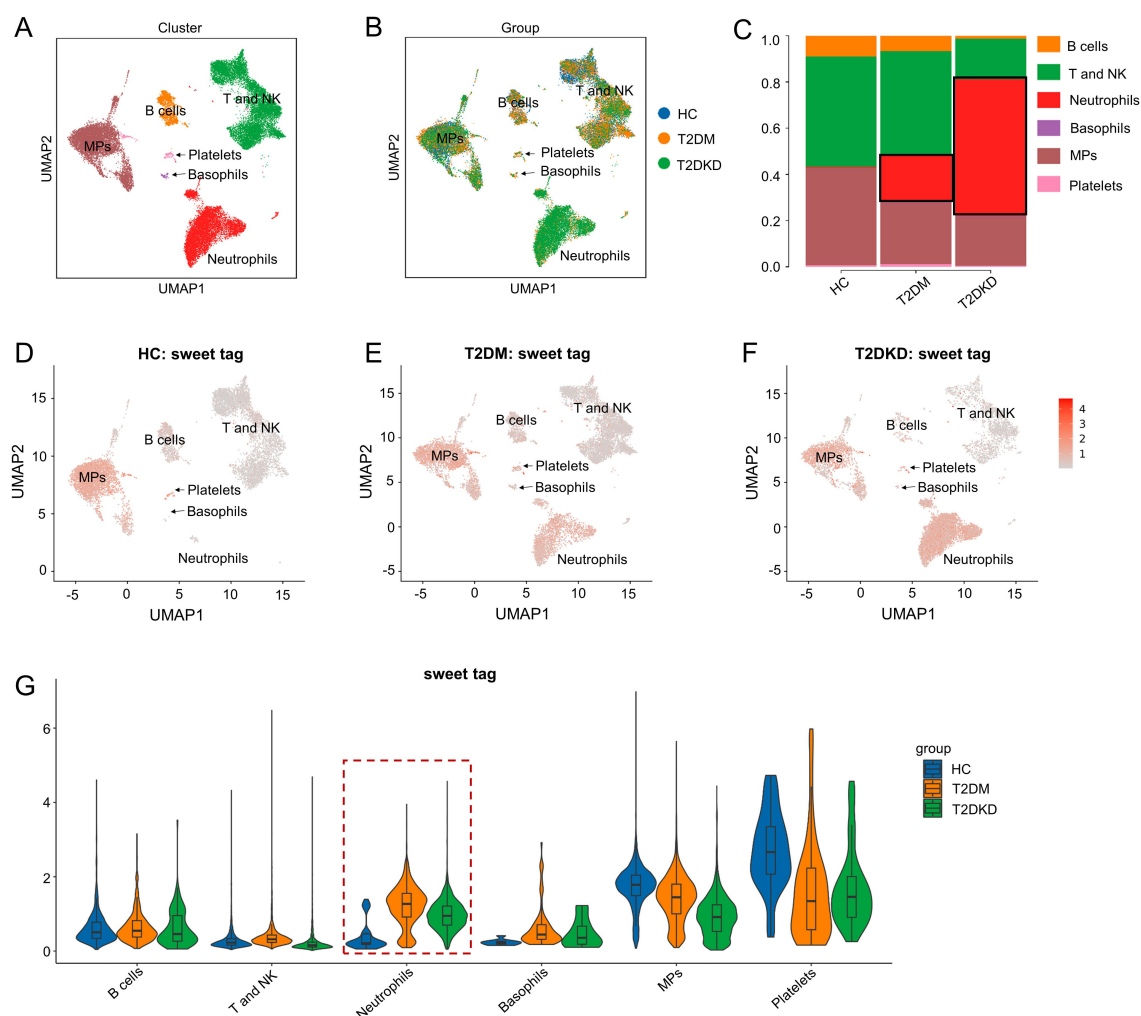 A
Cluster
UMAP2
T and NK
B cells
MPs
Platelets
Basophils
Neutrophils
UMAP1
B
Group
UMAP2
T and NK
B cells
MPs
Platelets
Basophils
Neutrophils
UMAP1
HC
T2DM
T2DKD
C
1.0
0.8
0.6
0.4
0.2
0.0
HC
T2DM
T2DKD
B cells
T and NK
Neutrophils
Basophils
MPs
Platelets
D
HC: sweet tag
UMAP2
15
10
5
0
T and NK
B cells
MPs
Platelets
Basophils
Neutrophils
-5
0
5
10
15
UMAP1
E
T2DM: sweet tag
UMAP2
15
10
5
0
-5
T and NK
B cells
MPs
Platelets
Basophils
Neutrophils
-5
0
5
10
15
UMAP1
F
T2DKD: sweet tag
UMAP2
15
10
5
0
-5
T and NK
B cells
MPs
Platelets
Basophils
Neutrophils
-5
0
5
10
15
UMAP1
4
3
2
1
G
sweet tag
6
4
2
0
B cells
T and NK
Neutrophils
Basophils
MPs
Platelets
group
HC
T2DM
T2DKD